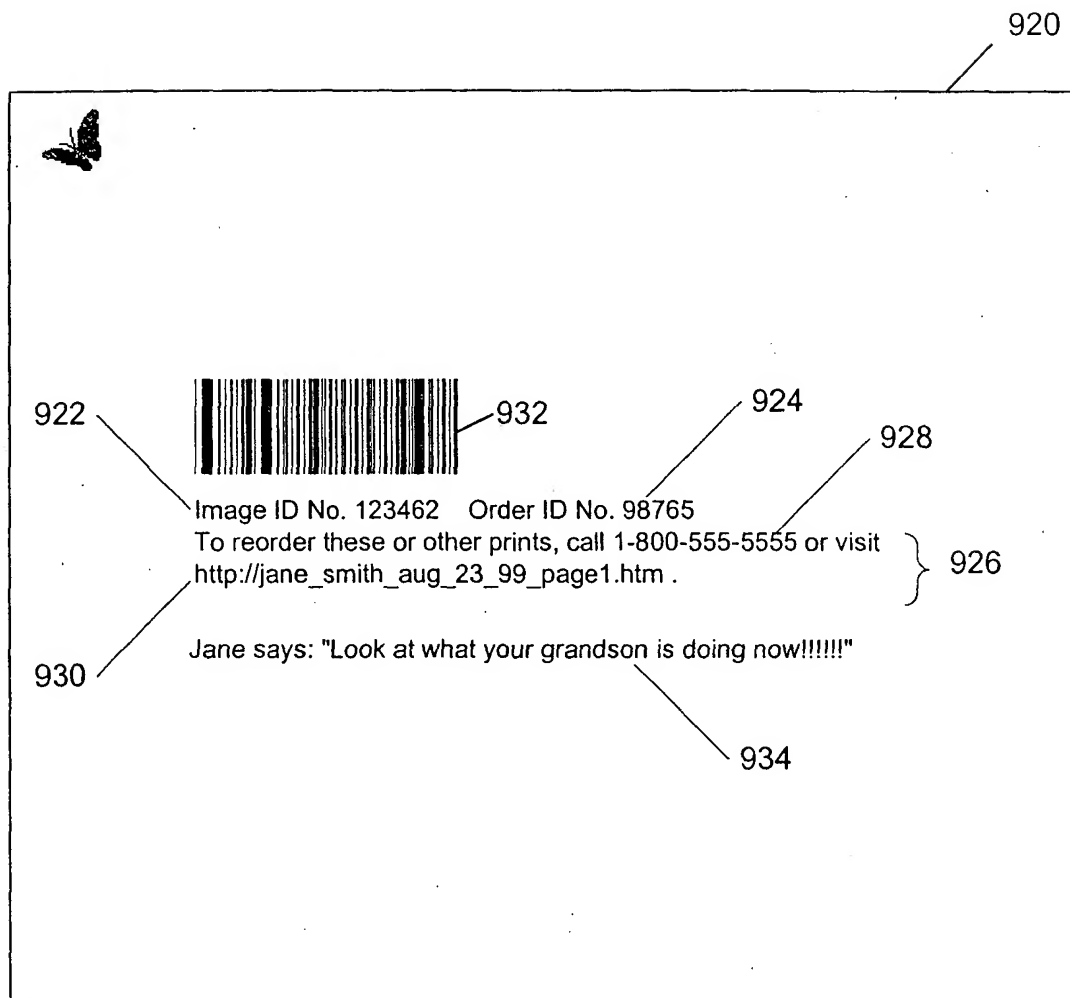 920
922
932
924
928
Image ID No. 123462 Order ID No. 98765
To reorder these or other prints, call 1-800-555-5555 or visit
http://jane_smith_aug_23_99_page1.htm .
926
Jane says: "Look at what your grandson is doing now!!!!!!"
930
934